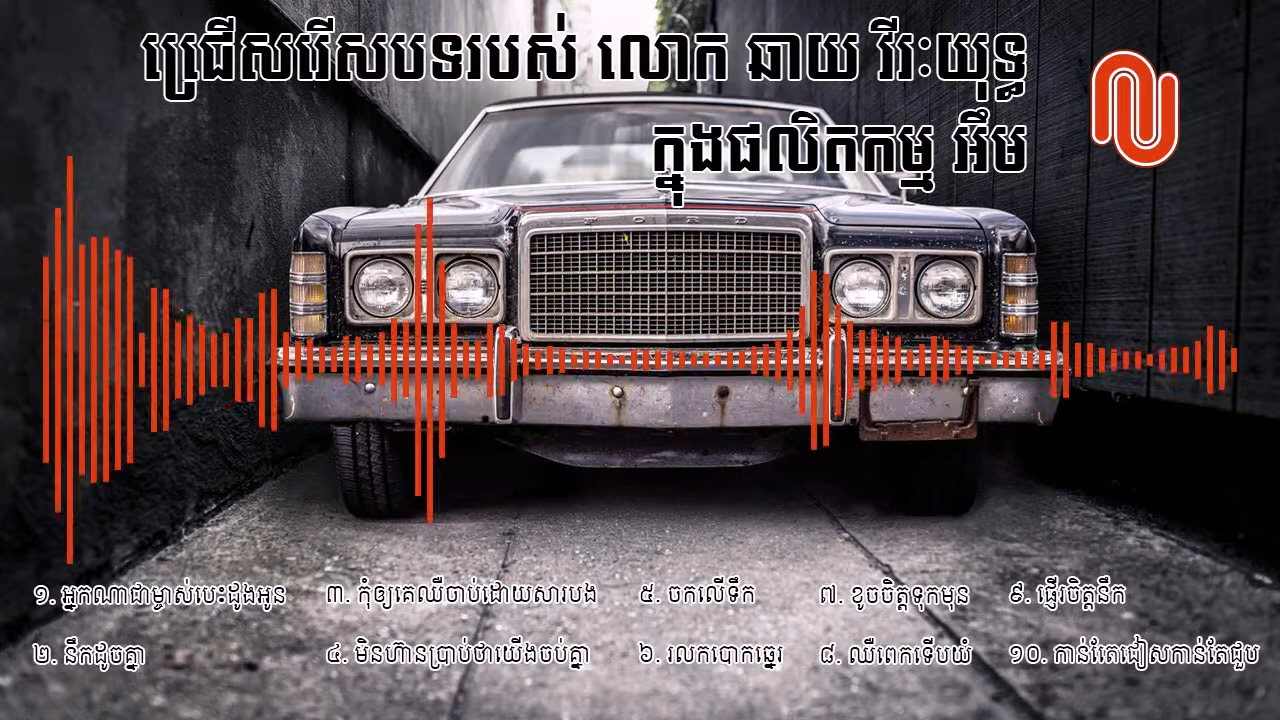 ជ្រើសរើសបទរបស់ លោក ឆាយ វីរៈយុទ្ធ
ក្នុងផលិតកម្ម អឹម
FORD
១. អ្នកណាជាម្ចាស់បេះដូងអូន
២. នឹកដូចគ្នា
៣. កុំឲ្យគេឈឺចាប់ដោយសារបង
៤. មិនហ៊ានប្រាប់ថាយើងចប់គ្នា
៥. ចកលើទឹក
៦. រលកបោកឆ្នេរ
៧. ខូចចិត្តទុកមុន
៨. ឈឺពេកទើបយំ
៩. ផ្ញើរចិត្តនឹក
១០. កាន់តែជៀសកាន់តែជួប